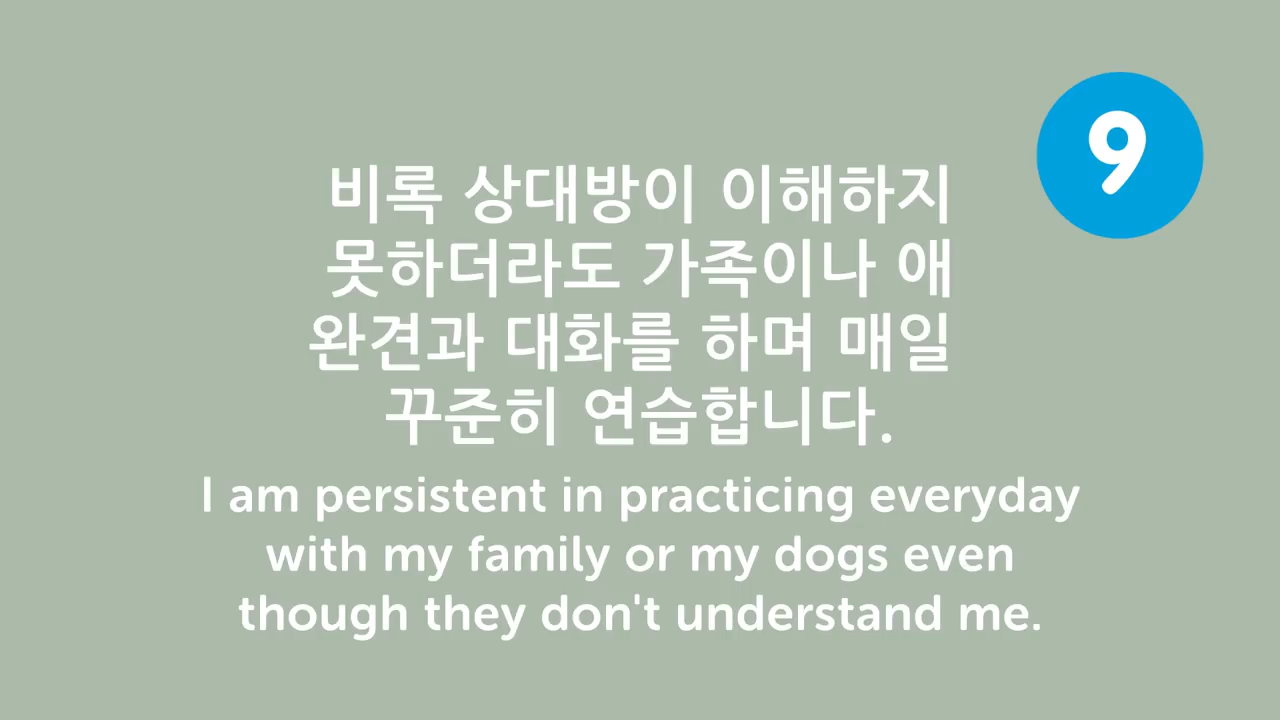 9
비록 상대방이 이해하지
못하더라도 가족이나 애
완견과 대화를 하며 매일
꾸준히 연습합니다.
I am persistent in practicing everyday
with my family or my dogs even
though they don't understand me.